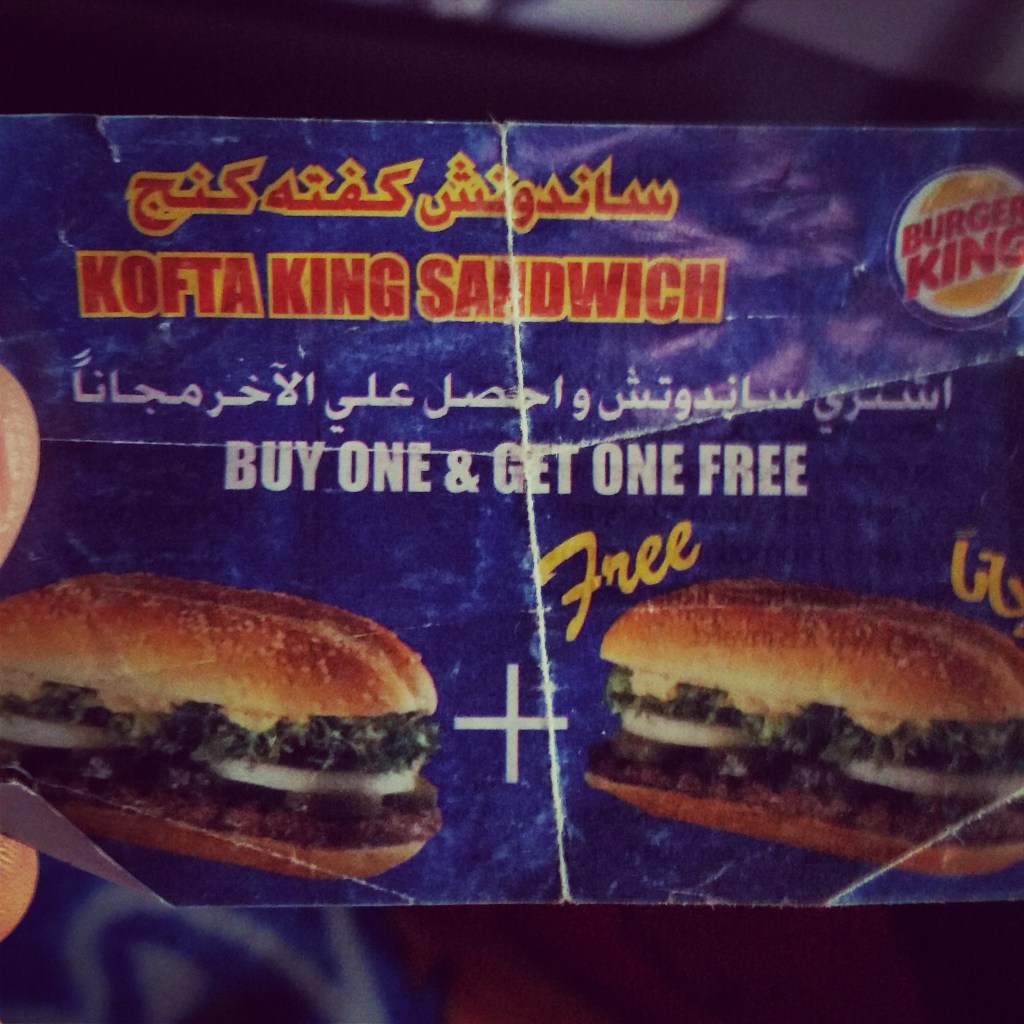 ساندوتش كفته كنج
KOFTA KING SANDWICH
BURGER
KING
اشتري ساندوتش و احصل علي الآخر مجاناً
BUY ONE & GET ONE FREE
Free